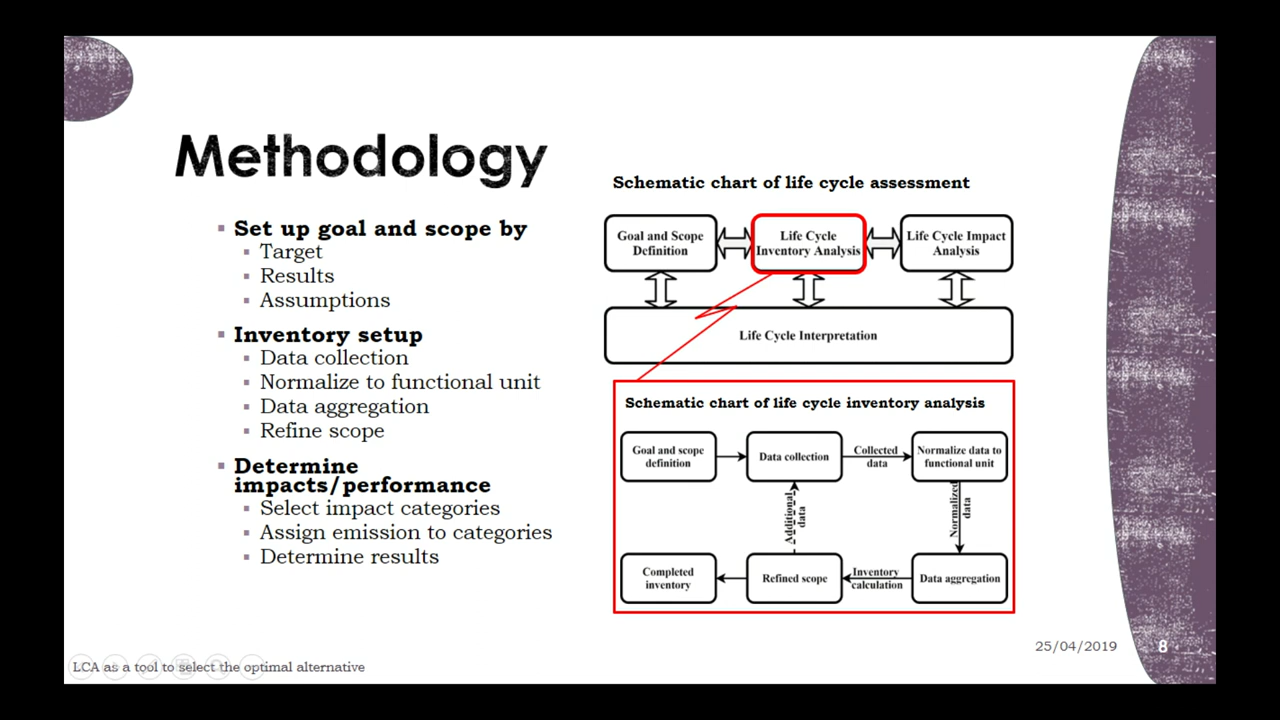 Methodology
Set up goal and scope by
Target
Results
Assumptions
Inventory setup
Data collection
Normalize to functional unit
Data aggregation
Refine scope
Determine
impacts/performance
Select impact categories
Assign emission to categories
Determine results
Schematic chart of life cycle assessment
Goal and Scope
Definition
Life Cycle
Inventory Analysis
Life Cycle Impact
Analysis
Life Cycle Interpretation
Schematic chart of life cycle inventory analysis
Goal and scope
definition
Data collection
Collected
data
Normalize data to
functional unit
Additional
data
Normalized
data
Completed
inventory
Refined scope
Inventory
calculation
Data aggregation
25/04/2019
8
LCA as a tool to select the optimal alternative